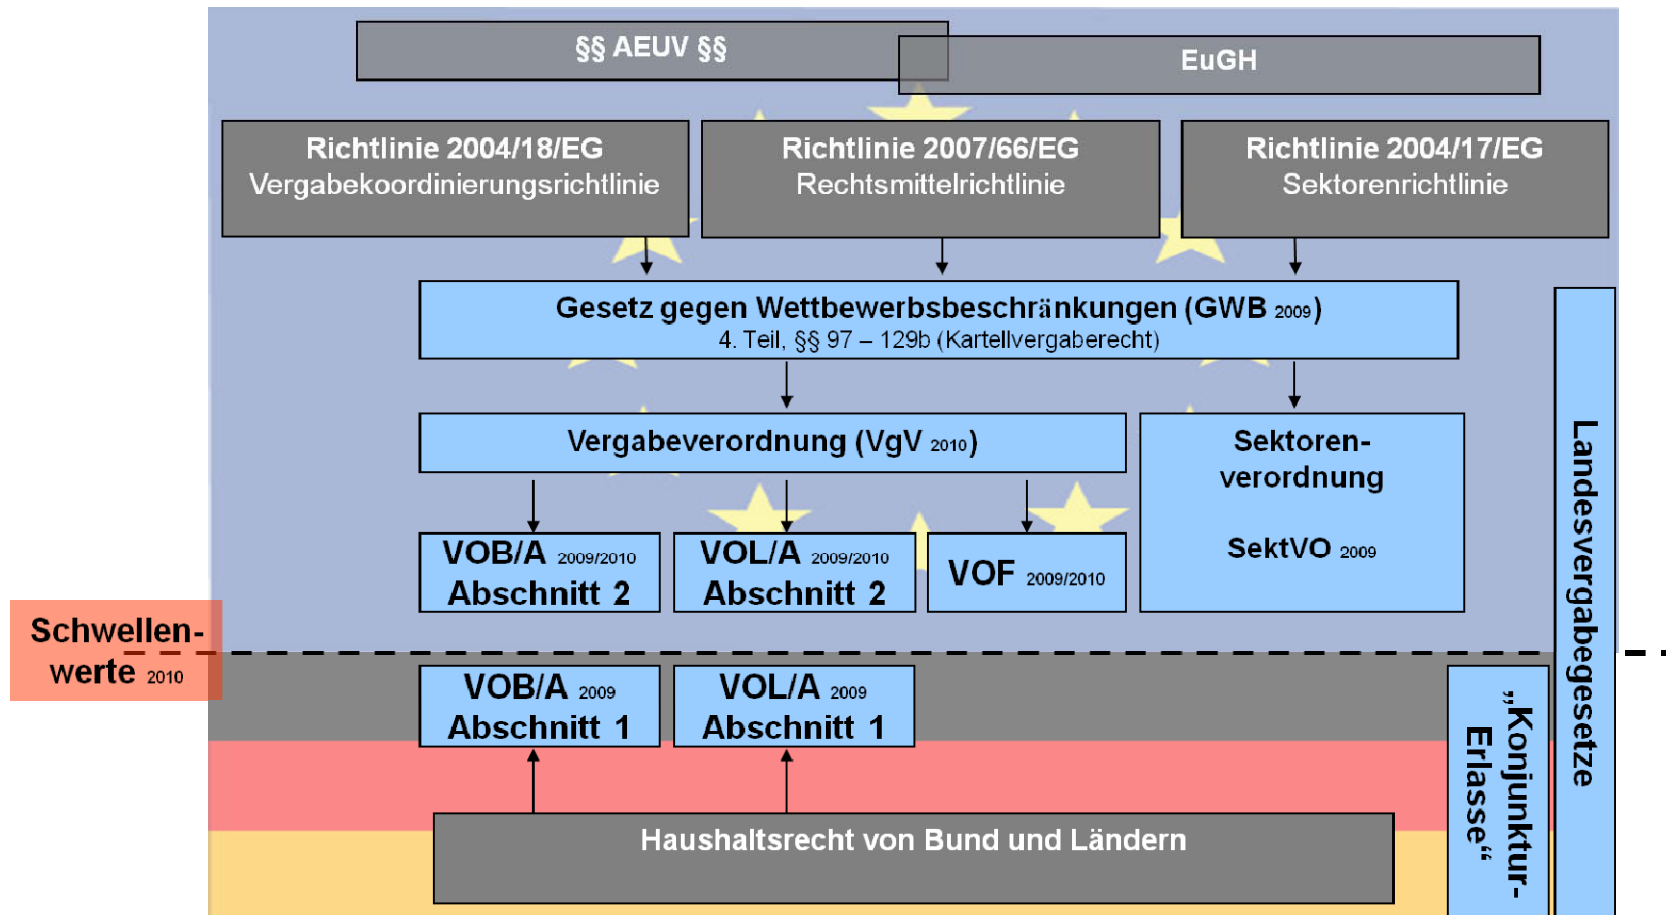 §§ AEUV §§
EuGH
Richtlinie 2004/18/EG
Vergabekoordinierungsrichtlinie
Richtlinie 2007/66/EG
Rechtsmittelrichtlinie
Richtlinie 2004/17/EG
Sektorenrichtlinie
Gesetz gegen Wettbewerbsbeschränkungen (GWB 2009)
4. Teil, §§ 97 – 129b (Kartellvergaberecht)
Vergabeverordnung (VgV 2010)
Sektoren-
verordnung
SektVO 2009
VOB/A 2009/2010
Abschnitt 2
VOL/A 2009/2010
Abschnitt 2
VOF 2009/2010
Landesvergabegesetze
Schwellen-
werte 2010
VOB/A 2009
Abschnitt 1
VOL/A 2009
Abschnitt 1
„Konjunktur-
Erlasse“
Haushaltsrecht von Bund und Ländern